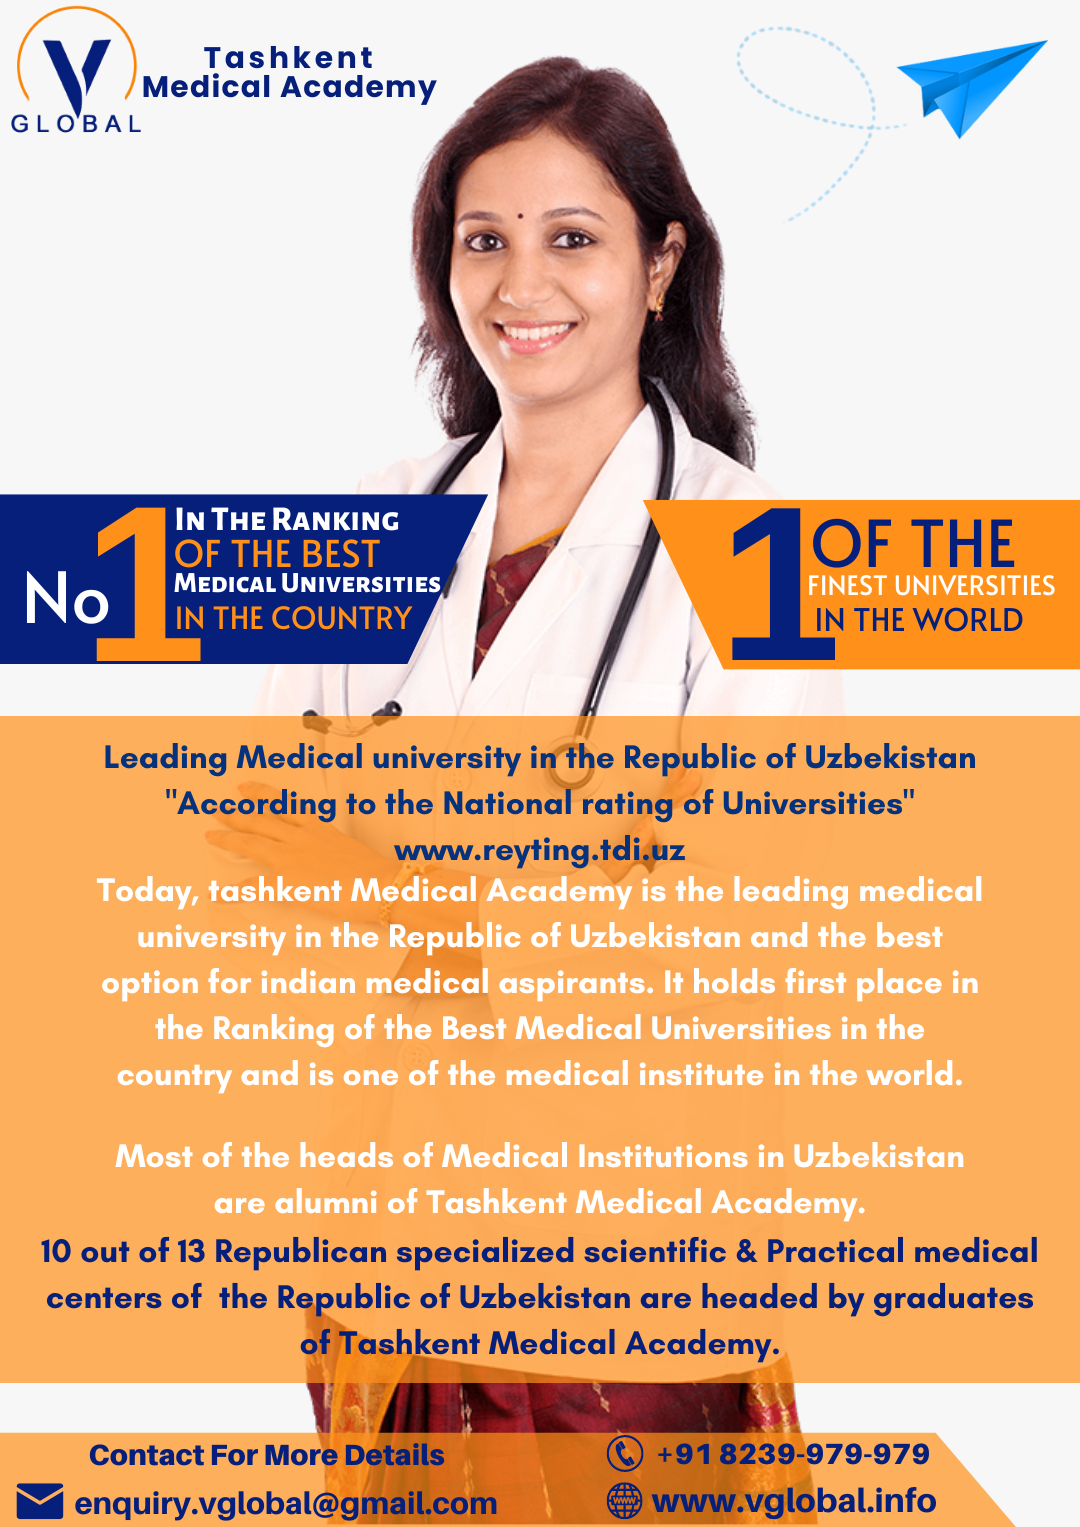 V
GLOBAL
Tashkent
Medical Academy
No 1
In The Ranking
OF THE BEST
Medical Universities
IN THE COUNTRY
1 OF THE
FINEST UNIVERSITIES
IN THE WORLD
Leading Medical university in the Republic of Uzbekistan
"According to the National rating of Universities"
www.reyting.tdi.uz
Today, tashkent Medical Academy is the leading medical
university in the Republic of Uzbekistan and the best
option for indian medical aspirants. It holds first place in
the Ranking of the Best Medical Universities in the
country and is one of the medical institute in the world.
Most of the heads of Medical Institutions in Uzbekistan
are alumni of Tashkent Medical Academy.
10 out of 13 Republican specialized scientific & Practical medical
centers of the Republic of Uzbekistan are headed by graduates
of Tashkent Medical Academy.
Contact For More Details
enquiry.vglobal@gmail.com
+91 8239-979-979
www
www.vglobal.info